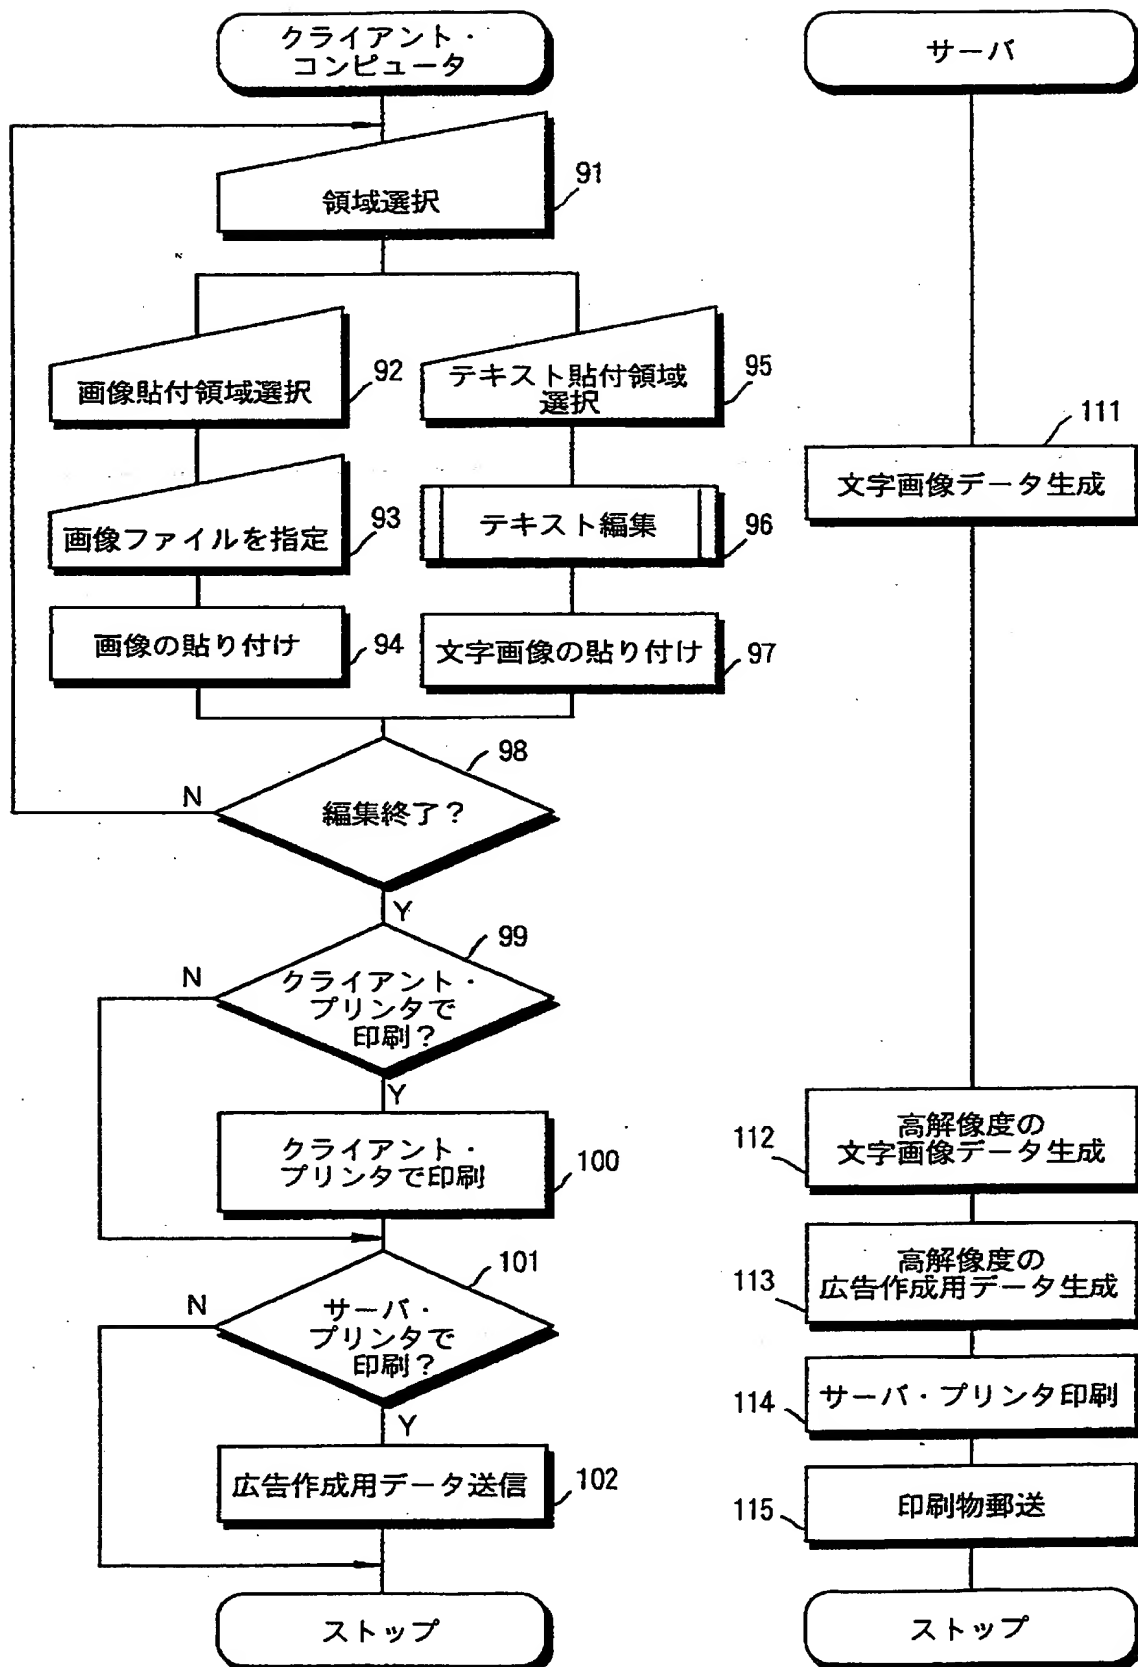 クライアント・
コンピュータ
領域選択
91
画像貼付領域選択
92
テキスト貼付領域
選択
95
画像ファイルを指定
93
テキスト編集
96
画像の貼り付け
94
文字画像の貼り付け
97
編集終了？
98
N
Y
クライアント・
プリンタで
印刷？
99
N
Y
クライアント・
プリンタで印刷
100
サーバ・
プリンタで
印刷？
101
N
Y
広告作成用データ送信
102
ストップ
サーバ
文字画像データ生成
111
高解像度の
文字画像データ生成
112
高解像度の
広告作成用データ生成
113
サーバ・プリンタ印刷
114
印刷物郵送
115
ストップ